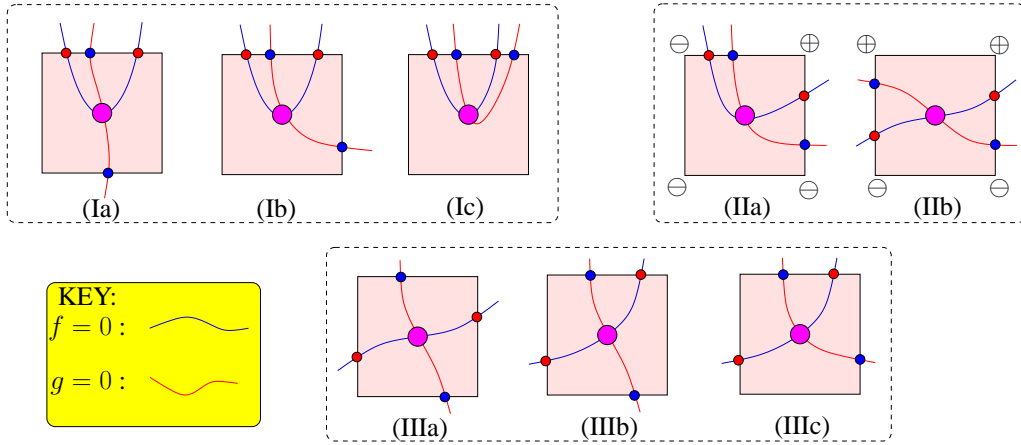 (Ia) (Ib) (Ic)
(IIa) (IIb)
KEY:
f = 0 :
g = 0 :
(IIIa) (IIIb) (IIIc)